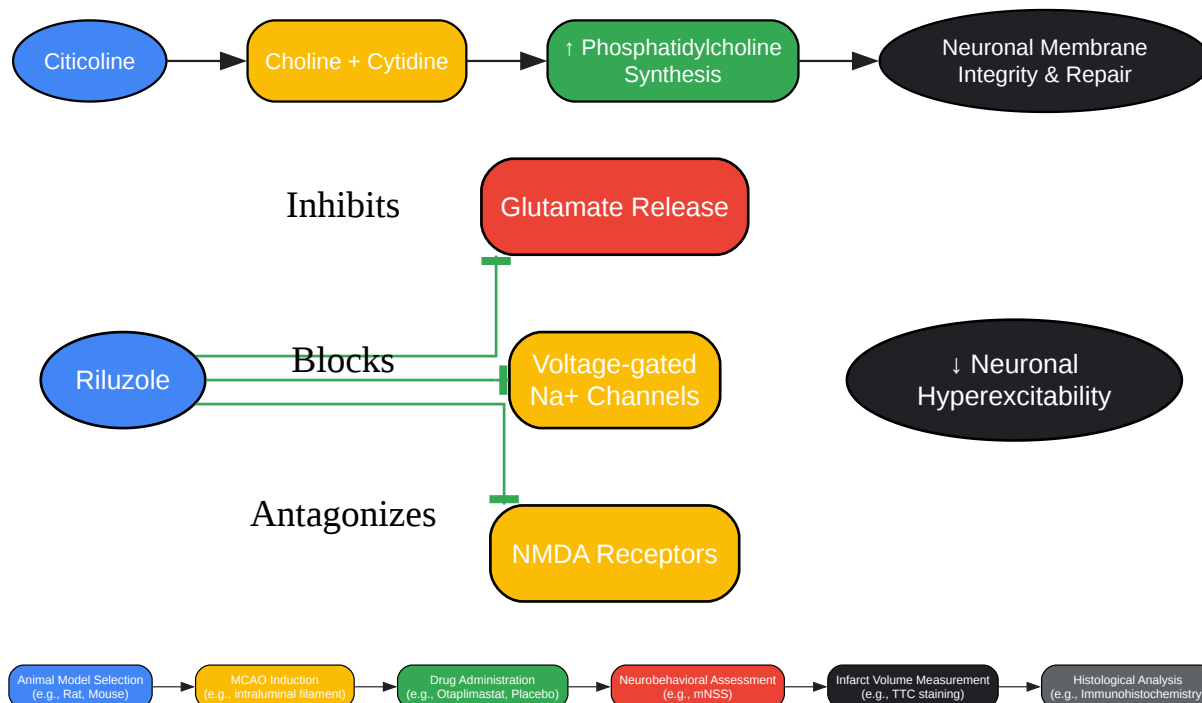 Citicoline
Choline + Cytidine
↑ Phosphatidylcholine
Synthesis
Neuronal Membrane
Integrity & Repair
Inhibits
Glutamate Release
Riluzole
Blocks
Voltage-gated
Na+ Channels
↓ Neuronal
Hyperexcitability
Antagonizes
NMDA Receptors
Animal Model Selection
(e.g., Rat, Mouse)
MCAO Induction
(e.g., intraluminal filament)
Drug Administration
(e.g., Otaplimastat, Placebo)
Neurobehavioral Assessment
(e.g., mNSS)
Infarct Volume Measurement
(e.g., TTC staining)
Histological Analysis
(e.g., Immunohistochemistry)